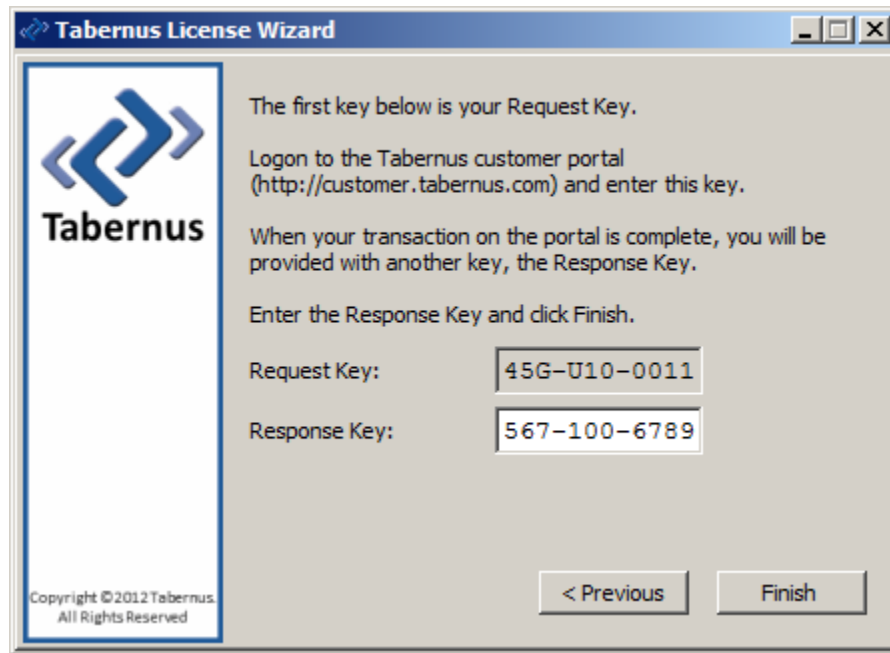 Tabernus License Wizard
Tabernus
The first key below is your Request Key.
Logon to the Tabernus customer portal
(http://customer.tabernus.com) and enter this key.
When your transaction on the portal is complete, you will be
provided with another key, the Response Key.
Enter the Response Key and click Finish.
Request Key: 45G-U10-0011
Response Key: 567-100-6789
Copyright ©2012Tabernus.
All Rights Reserved
< Previous Finish